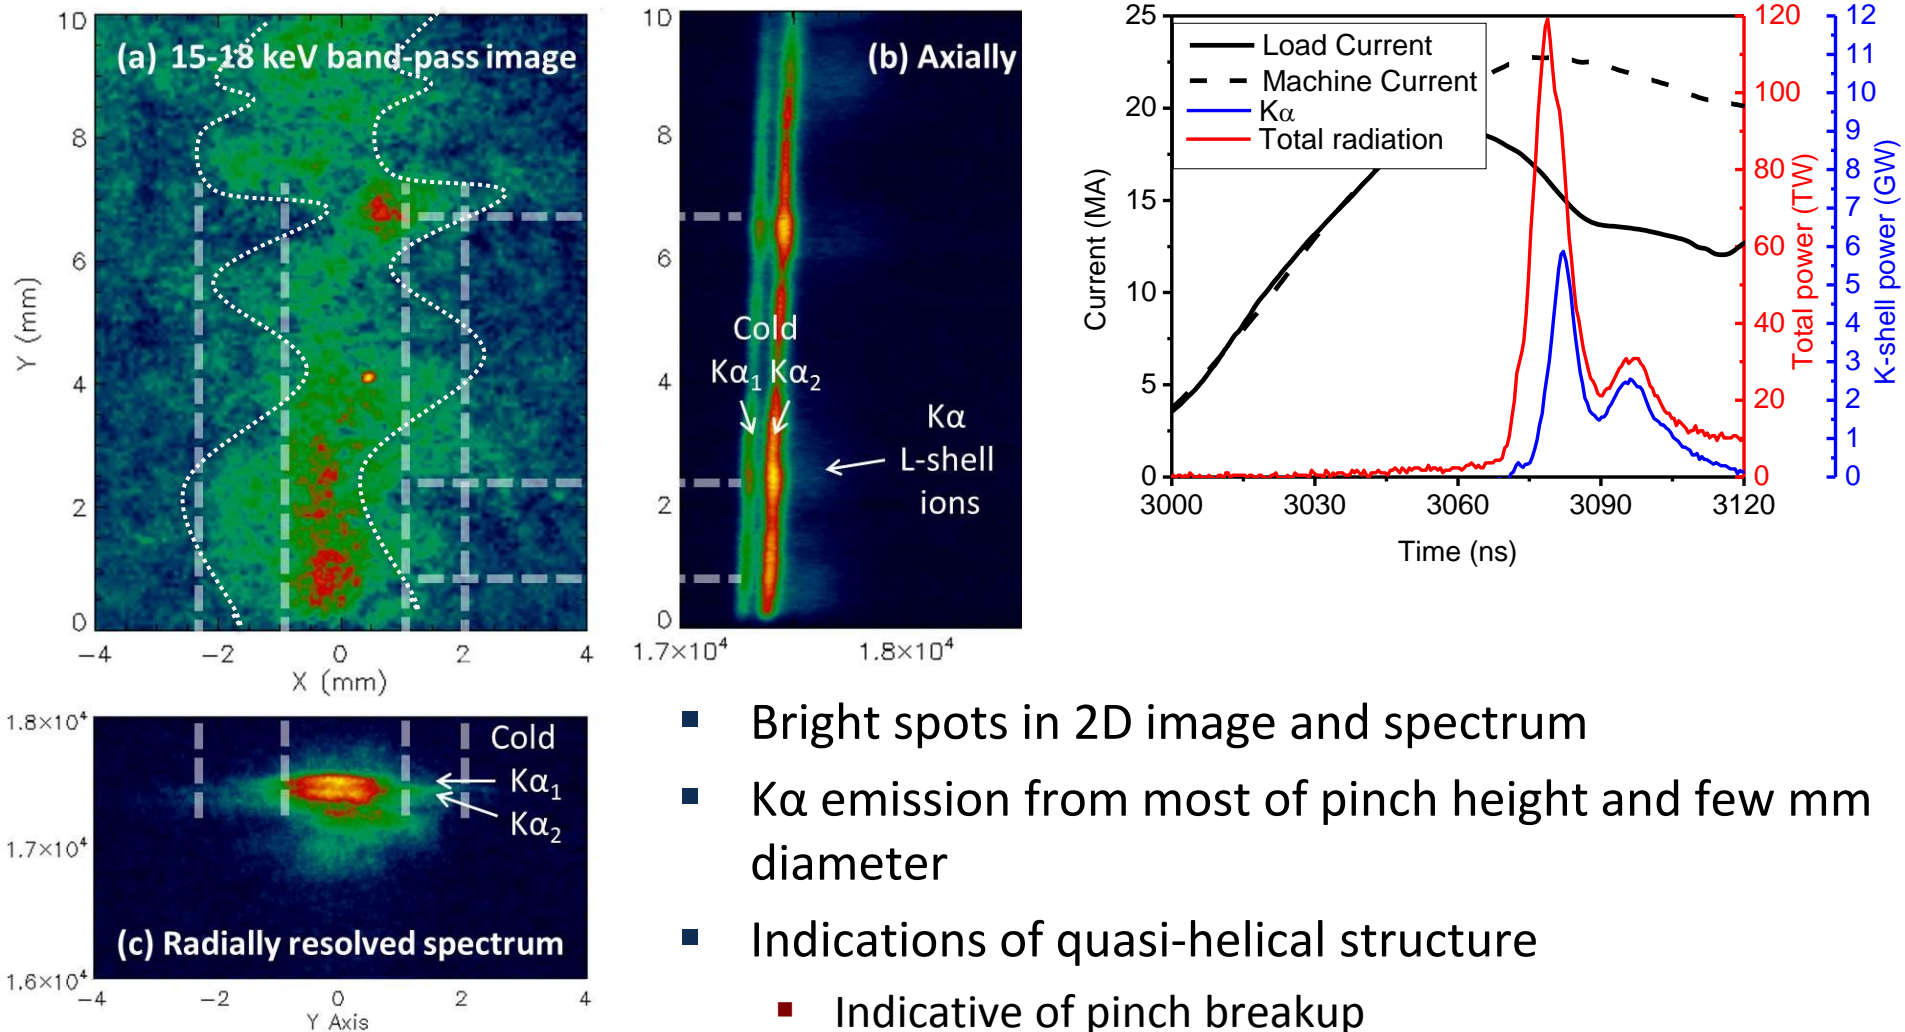 (a) 15-18 keV band-pass image
10
8
6
4
2
0
Y (mm)
−4
−2
0
2
4
X (mm)
(b) Axially
10
8
6
4
2
0
Cold
Kα₁ Kα₂
Kα
L-shell
ions
1.7×10⁴
1.8×10⁴
Load Current
Machine Current
Kα
Total radiation
25
20
15
10
5
0
Current (MA)
3000
3030
3060
3090
3120
Time (ns)
120
100
80
60
40
20
0
Total power (TW)
12
11
10
9
8
7
6
5
4
3
2
1
0
K-shell power (GW)
1.8×10⁴
1.7×10⁴
1.6×10⁴
Cold
Kα₁
Kα₂
(c) Radially resolved spectrum
−4
−2
0
2
4
Y Axis
▪ Bright spots in 2D image and spectrum
▪ Kα emission from most of pinch height and few mm
diameter
▪ Indications of quasi-helical structure
▪ Indicative of pinch breakup